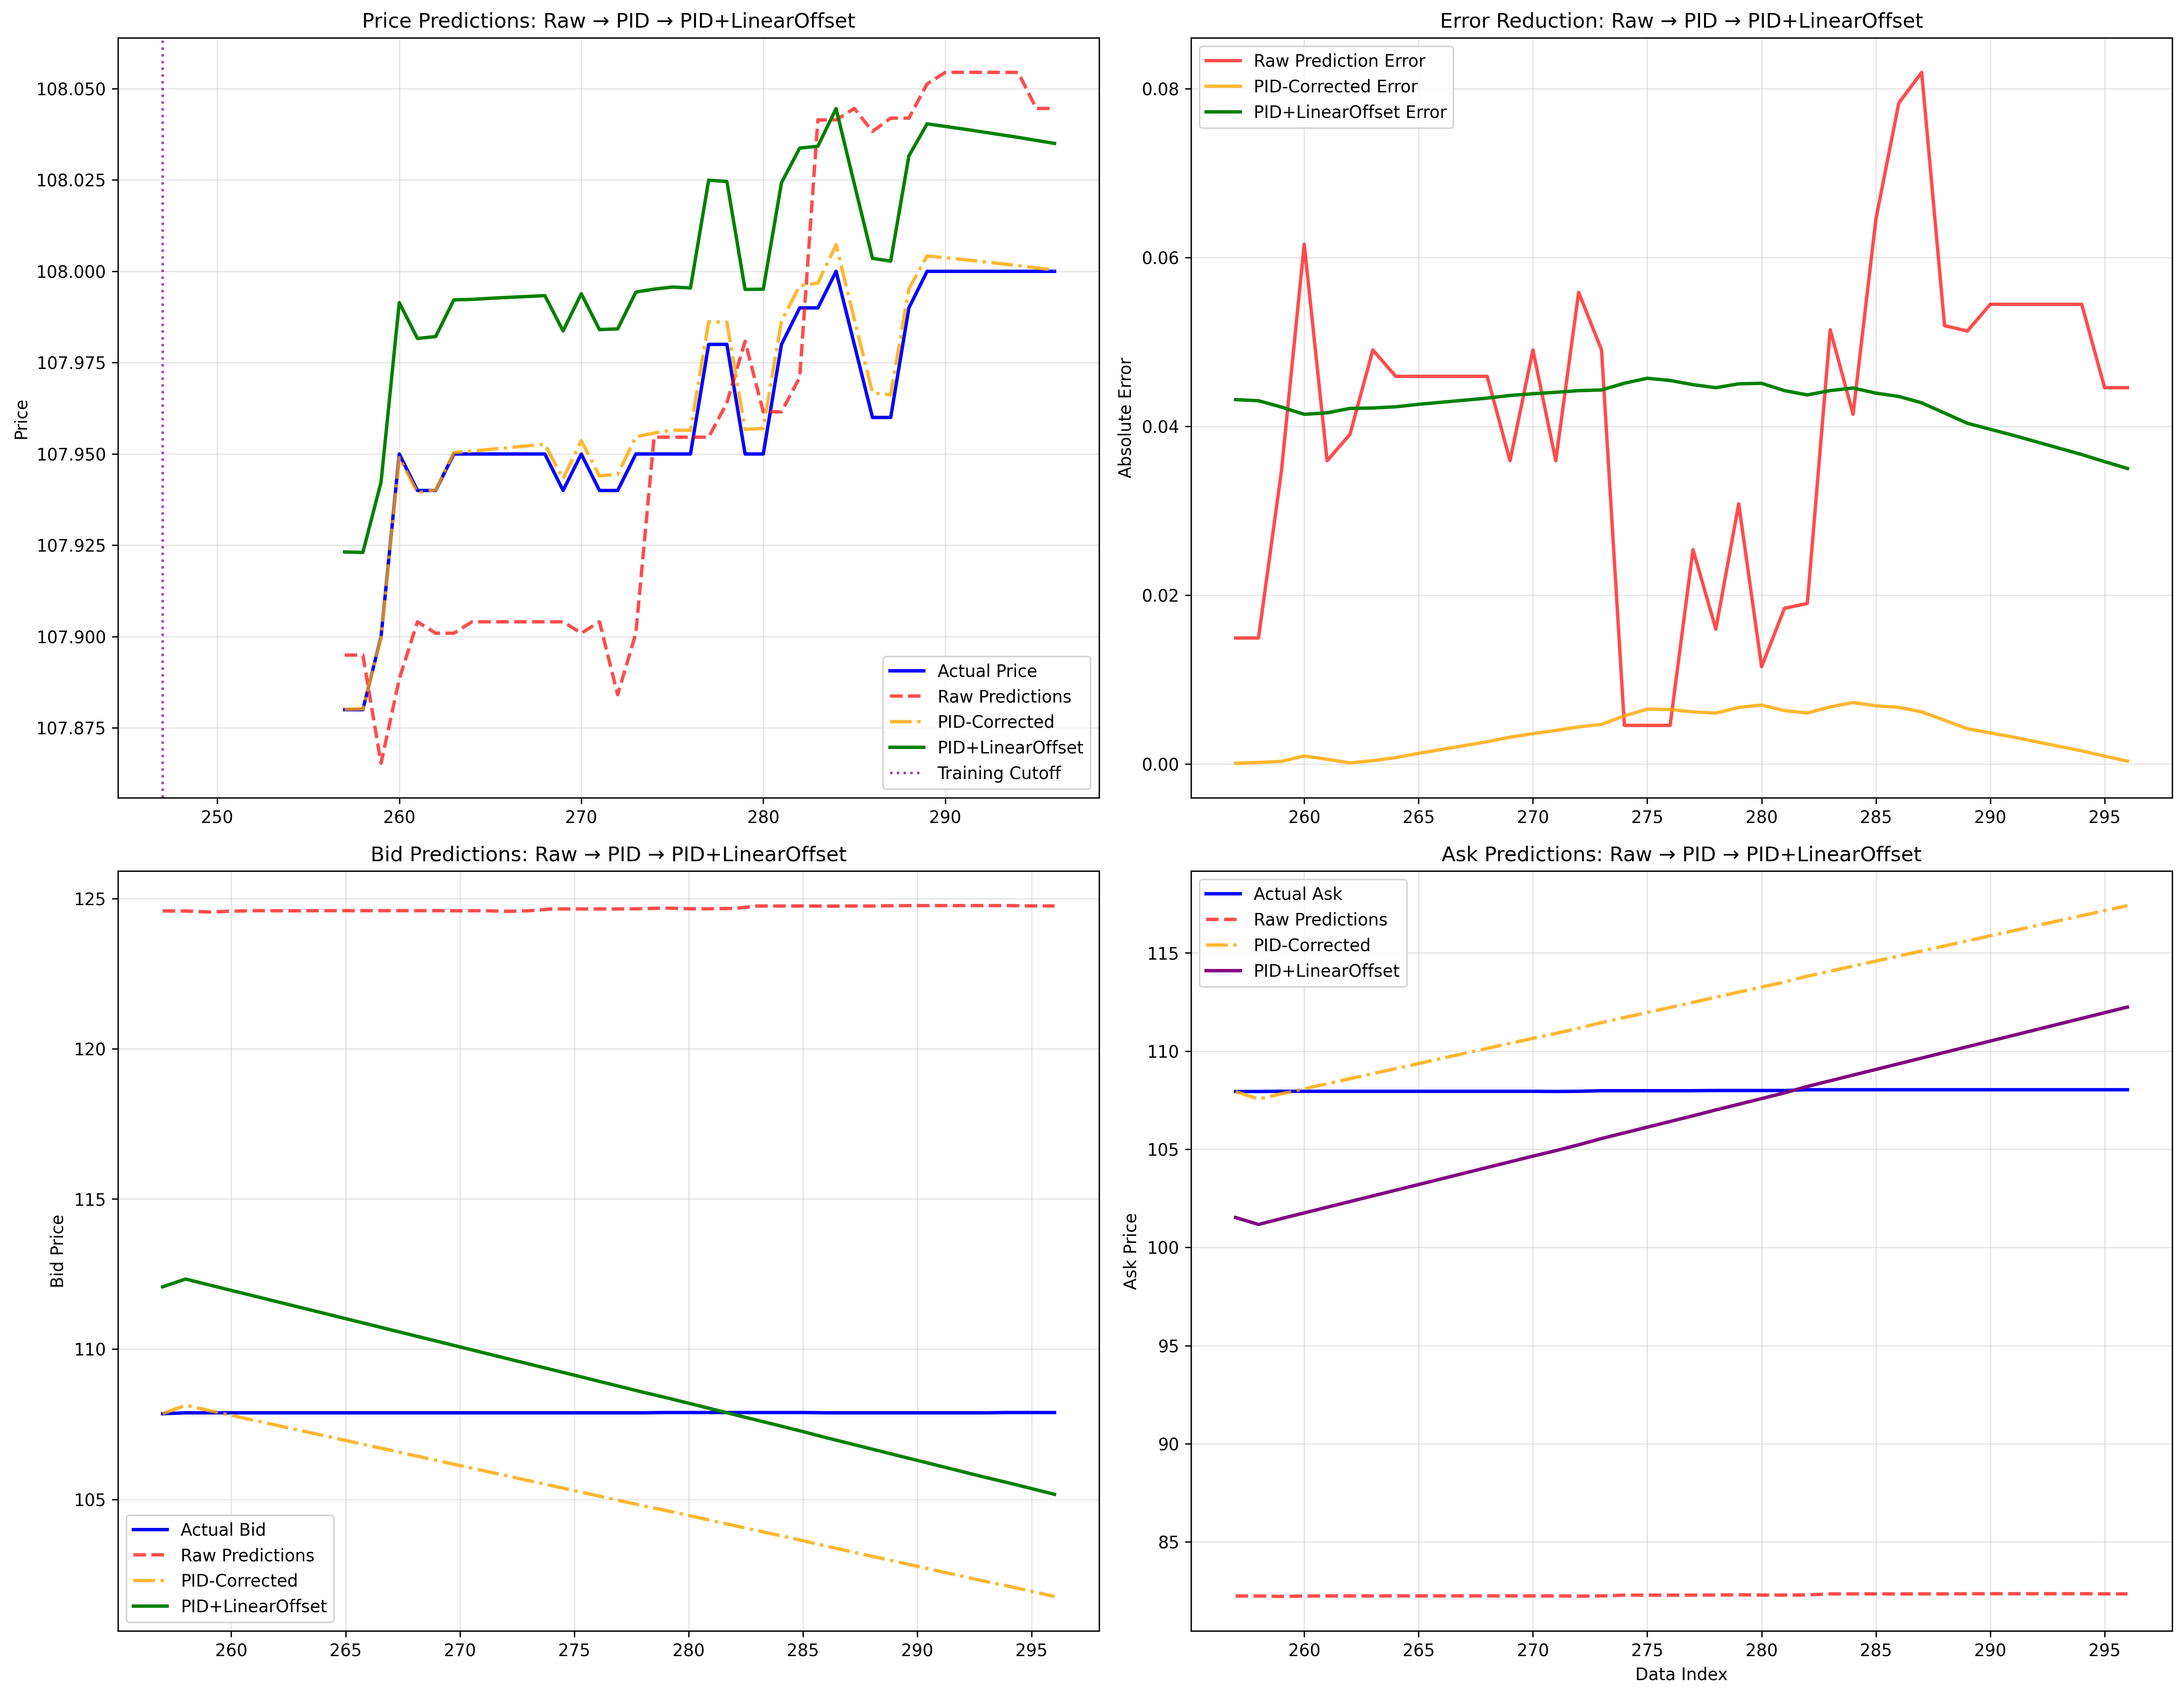 Price Predictions: Raw → PID → PID+LinearOffset
Price
108.050
108.025
108.000
107.975
107.950
107.925
107.900
107.875
250
260
270
280
290
Actual Price
Raw Predictions
PID-Corrected
PID+LinearOffset
Training Cutoff
Error Reduction: Raw → PID → PID+LinearOffset
Absolute Error
0.08
0.06
0.04
0.02
0.00
260
265
270
275
280
285
290
295
Raw Prediction Error
PID-Corrected Error
PID+LinearOffset Error
Bid Predictions: Raw → PID → PID+LinearOffset
Bid Price
125
120
115
110
105
260
265
270
275
280
285
290
295
Actual Bid
Raw Predictions
PID-Corrected
PID+LinearOffset
Ask Predictions: Raw → PID → PID+LinearOffset
Ask Price
115
110
105
100
95
90
85
260
265
270
275
280
285
290
295
Data Index
Actual Ask
Raw Predictions
PID-Corrected
PID+LinearOffset